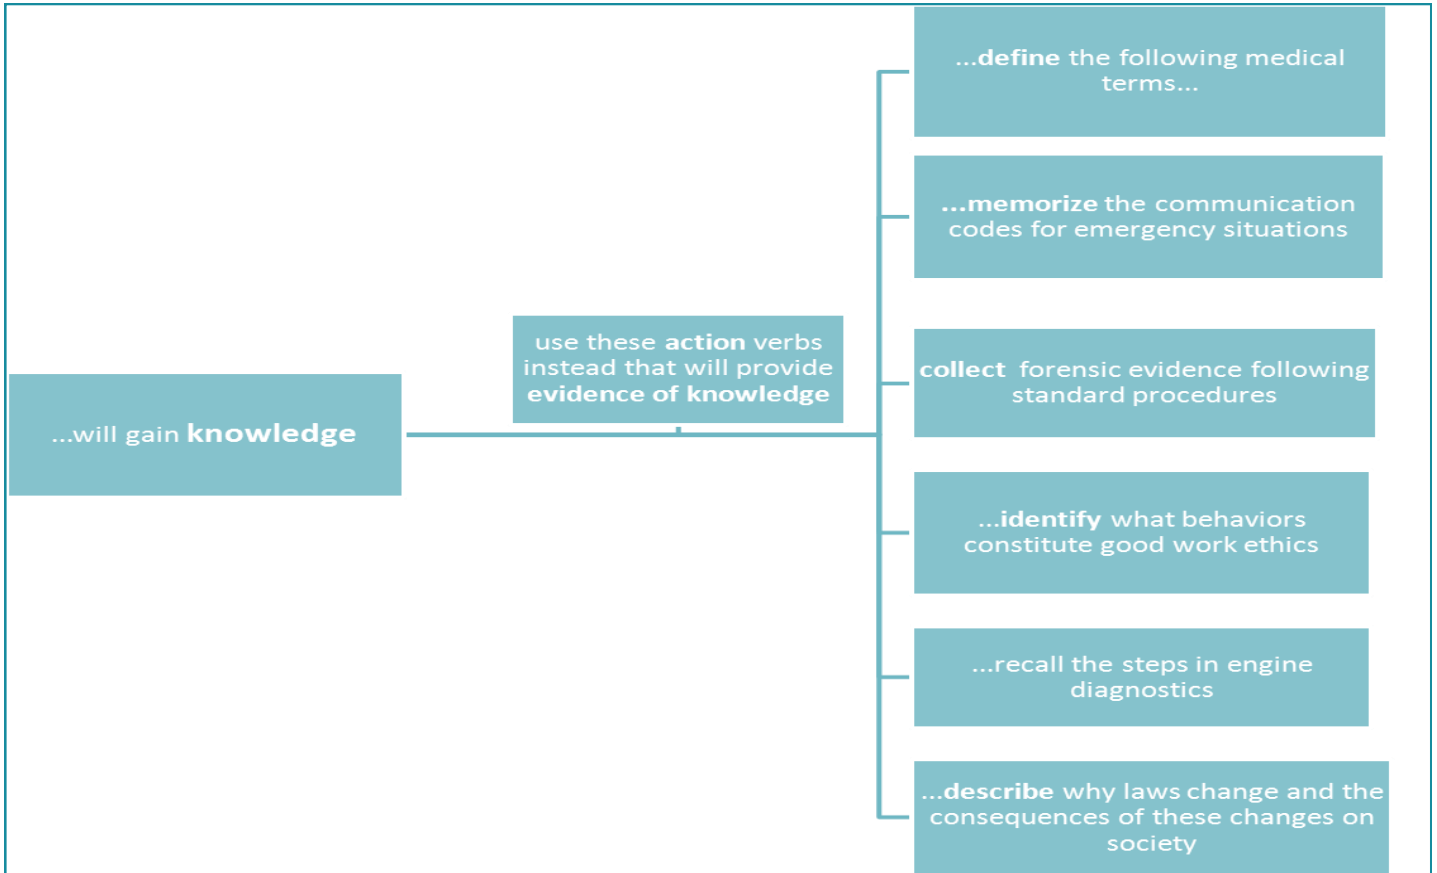 ...will gain knowledge
use these action verbs
instead that will provide
evidence of knowledge
...define the following medical
terms...
...memorize the communication
codes for emergency situations
collect  forensic evidence following
standard procedures
...identify what behaviors
constitute good work ethics
...recall the steps in engine
diagnostics
...describe why laws change and the
consequences of these changes on
society